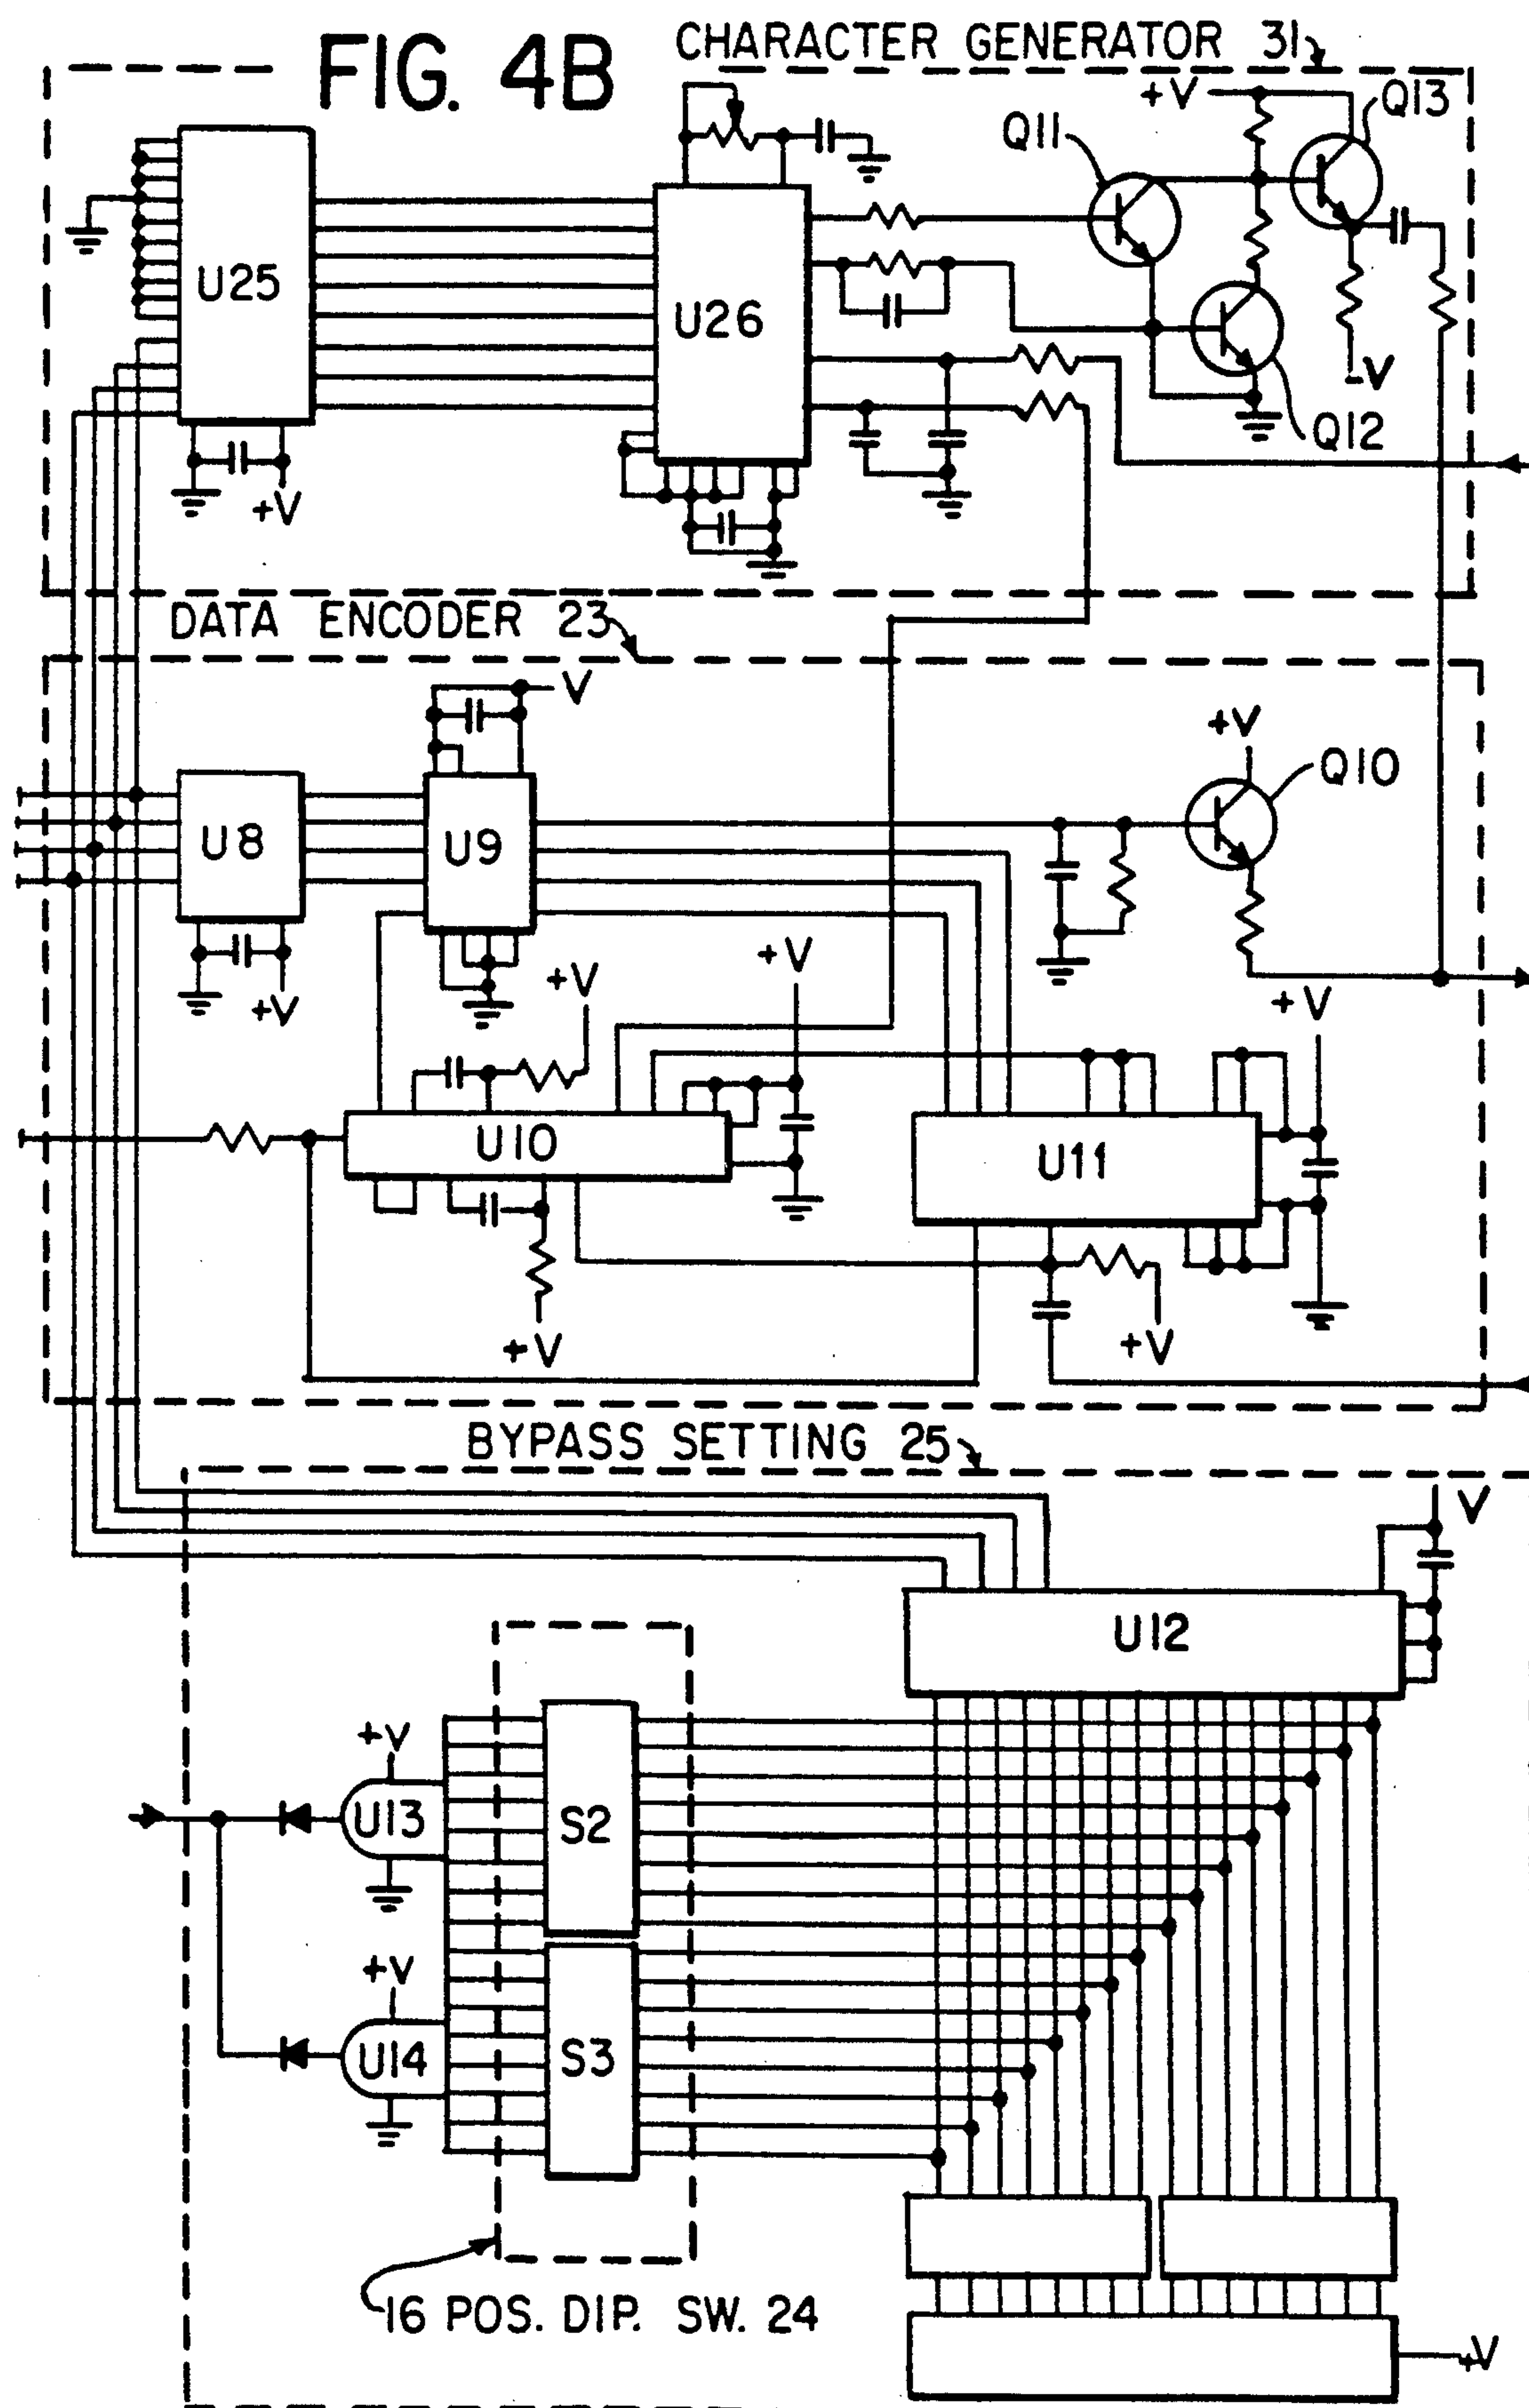 FIG. 4B
CHARACTER GENERATOR 31
+V
Q13
Q11
U25
U26
-V
Q12
+V
DATA ENCODER 23
V
+V
Q10
U8
U9
+V
+V
+V
+V
U10
U11
+V
+V
BYPASS SETTING 25
V
U12
+V
U13
S2
+V
U14
S3
16 POS. DIP. SW. 24
+V